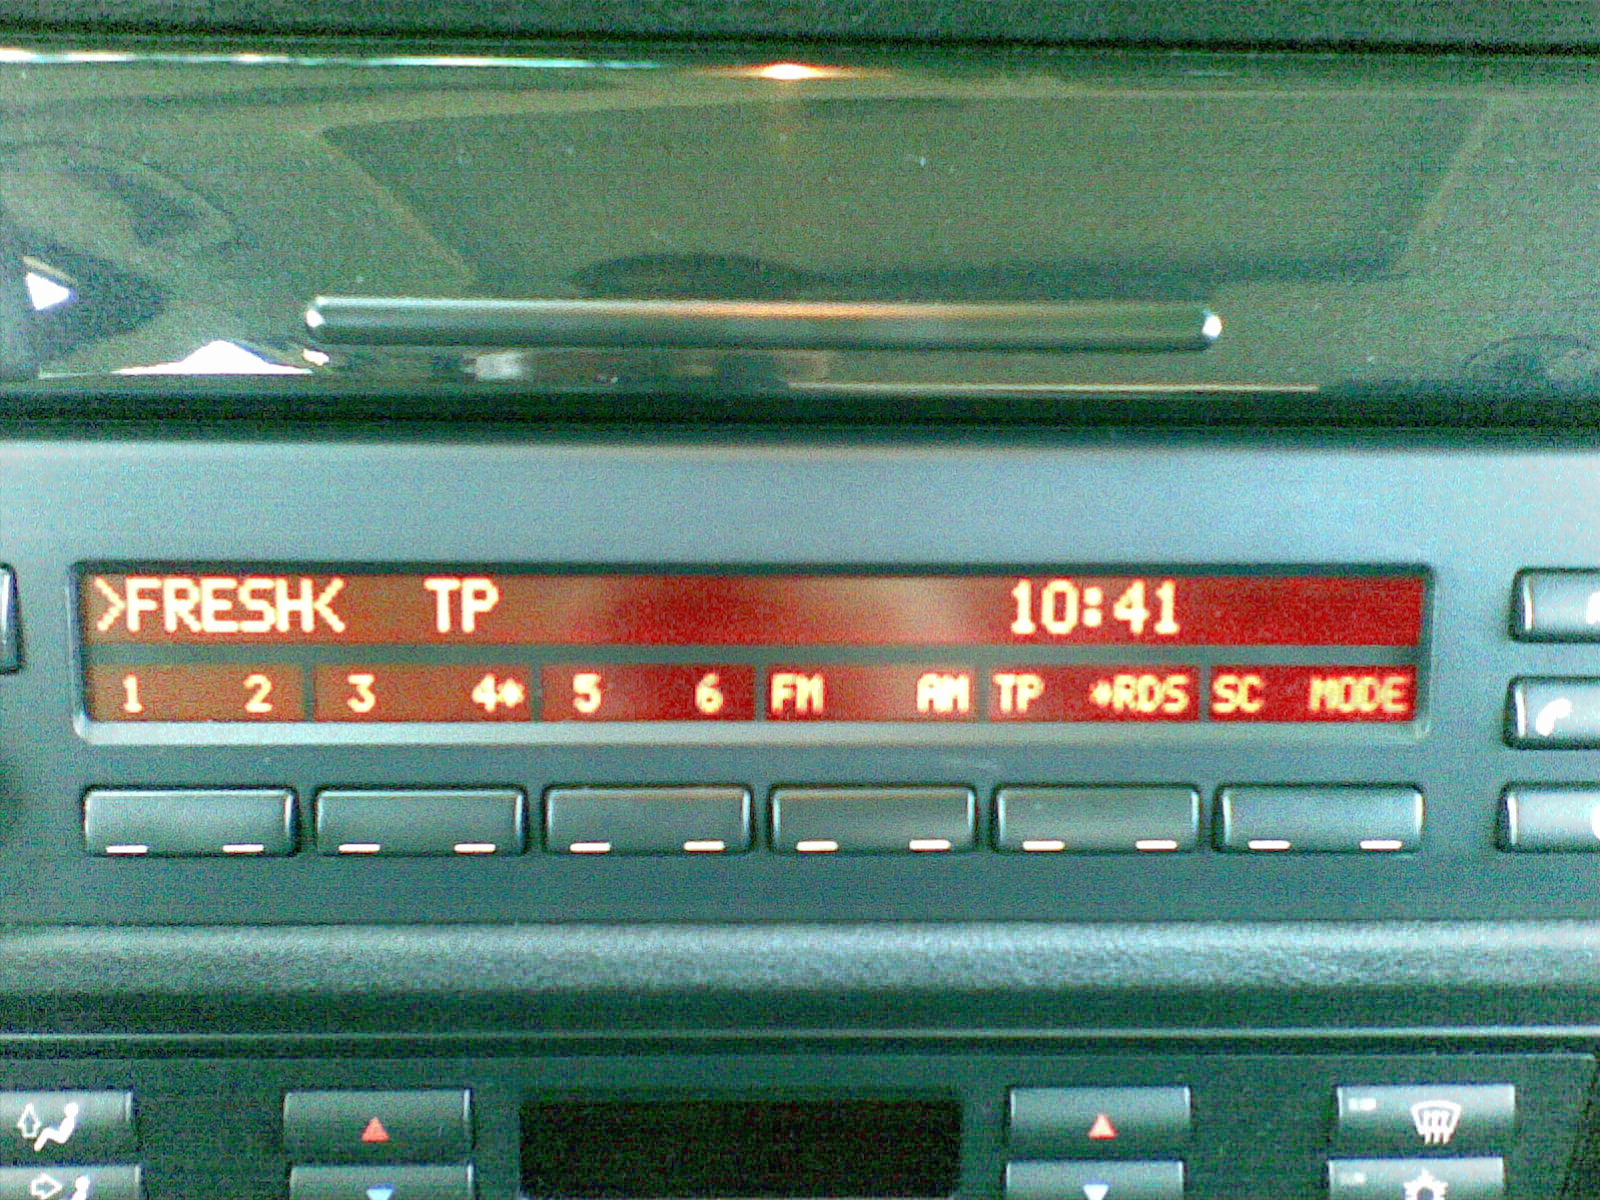 >FRESH< TP 10:41
1 2 3 4* 5 6 FM AM TP *RDS SC MODE